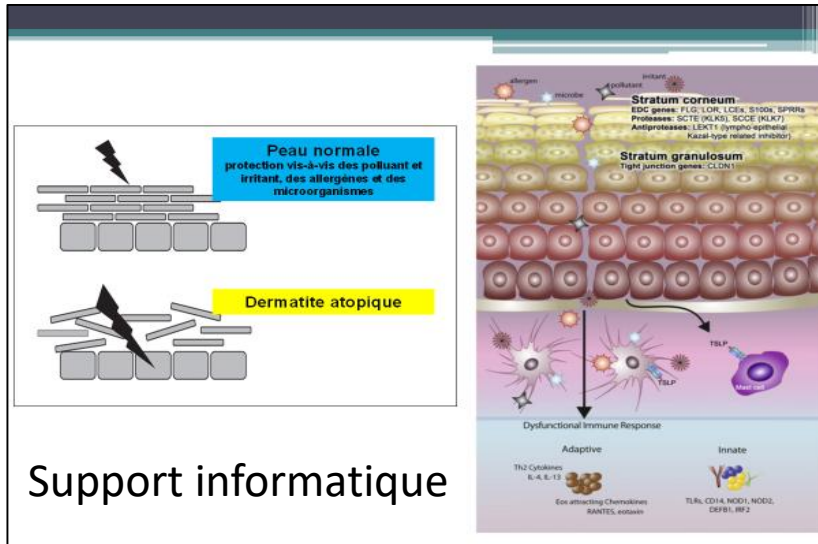 Peau normale
protection vis-à-vis des polluant et
irritant, des allergénes et des
microorganismes
Dermatite atopique
Support informatique
allergen
microbe
pollutant
irritant
Stratum corneum
EDC genes: FLG, LOR, LCEs, S100s, SPRRs
Proteases: SCTE (KLK5), SCCE (KLK7)
Antiproteases: LEKT1 (lympho-epithelial
Kazal-type related inhibitor)
Stratum granulosum
Tight junction genes: CLDN1
TSLP
TSLP
Mast cell
Dysfunctional Immune Response
Adaptive
Innate
Th2 Cytokines
IL-4, IL-13
Eos attracting Chemokines
RANTES, eotaxin
TLRs, CD14, NOD1, NOD2,
DEFB1, IRF2